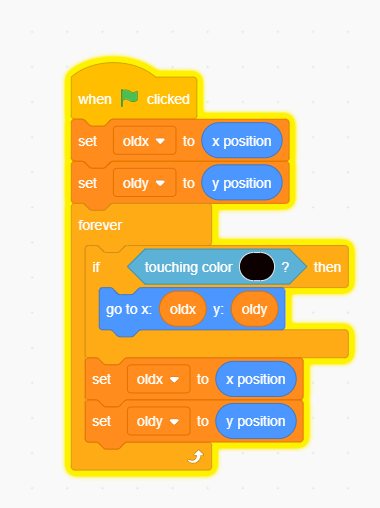 when clicked
set oldx to x position
set oldy to y position
forever
if touching color ? then
go to x: oldx y: oldy
set oldx to x position
set oldy to y position